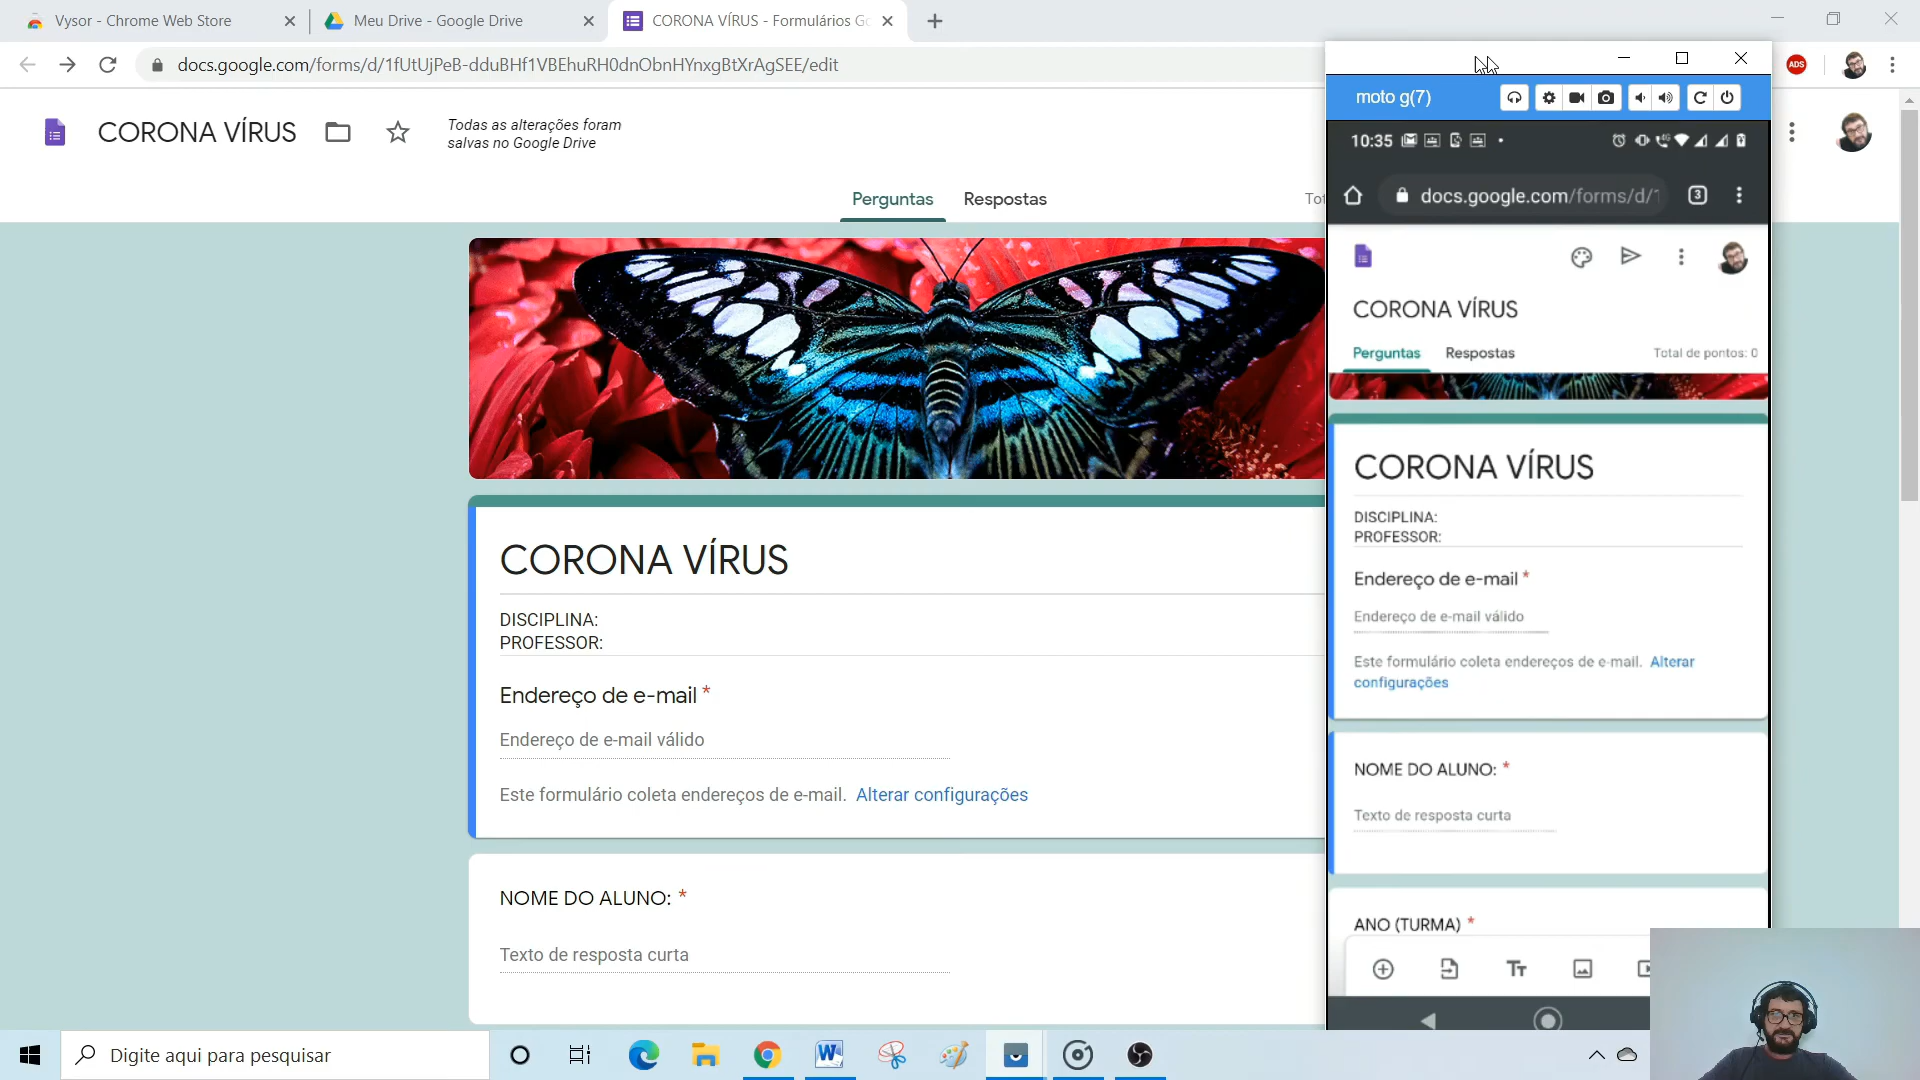 Vysor - Chrome Web Store
Meu Drive - Google Drive
CORONA VÍRUS - Formulários Go
docs.google.com/forms/d/1fUtUjPeB-dduBHf1VBEhuRH0dnObnHYnxgBtXrAgSEE/edit
ADS
CORONA VÍRUS
Todas as alterações foram
salvas no Google Drive
Perguntas
Respostas
Tot
CORONA VÍRUS
DISCIPLINA:
PROFESSOR:
Endereço de e-mail *
Endereço de e-mail válido
Este formulário coleta endereços de e-mail. Alterar configurações
NOME DO ALUNO: *
Texto de resposta curta
moto g(7)
10:35
docs.google.com/forms/d/1
3
CORONA VÍRUS
Perguntas
Respostas
Total de pontos: 0
CORONA VÍRUS
DISCIPLINA:
PROFESSOR:
Endereço de e-mail *
Endereço de e-mail válido
Este formulário coleta endereços de e-mail. Alterar
configurações
NOME DO ALUNO: *
Texto de resposta curta
ANO (TURMA) *
Digite aqui para pesquisar